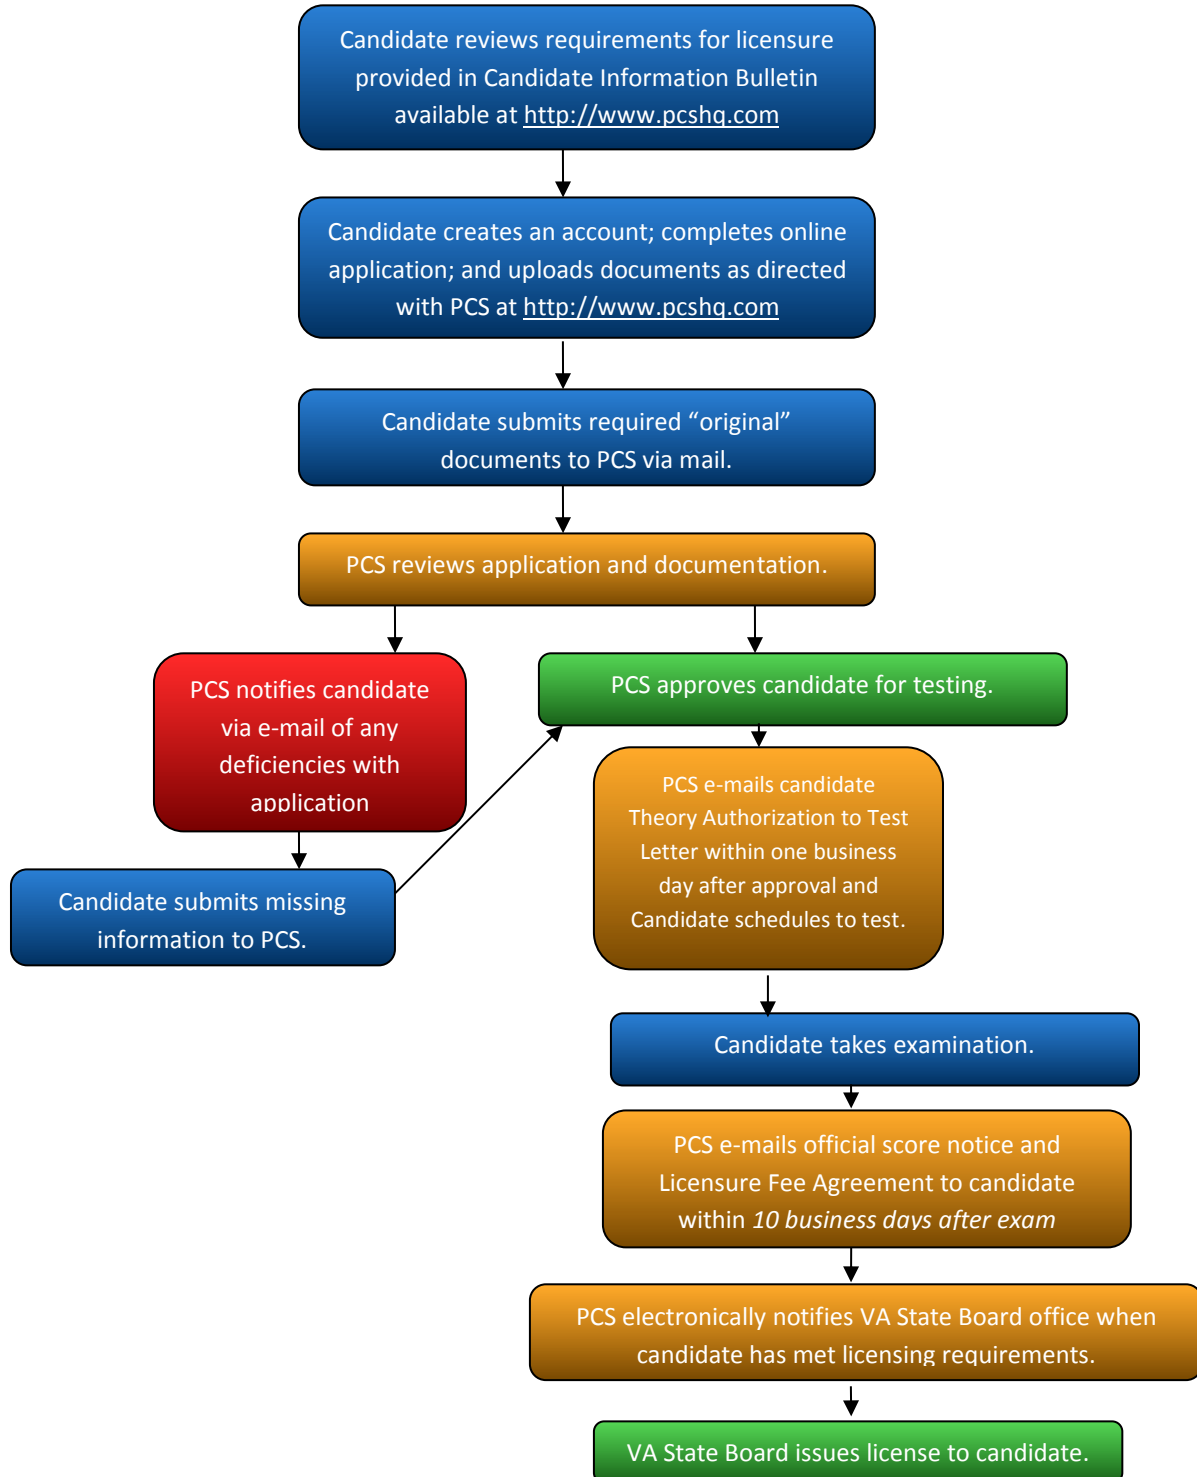 Candidate reviews requirements for licensure
provided in Candidate Information Bulletin
available at http://www.pcshq.com
Candidate creates an account; completes online
application; and uploads documents as directed
with PCS at http://www.pcshq.com
Candidate submits required “original”
documents to PCS via mail.
PCS reviews application and documentation.
PCS notifies candidate
via e-mail of any
deficiencies with
application
Candidate submits missing
information to PCS.
PCS approves candidate for testing.
PCS e-mails candidate
Theory Authorization to Test
Letter within one business
day after approval and
Candidate schedules to test.
Candidate takes examination.
PCS e-mails official score notice and
Licensure Fee Agreement to candidate
within 10 business days after exam
PCS electronically notifies VA State Board office when
candidate has met licensing requirements.
VA State Board issues license to candidate.